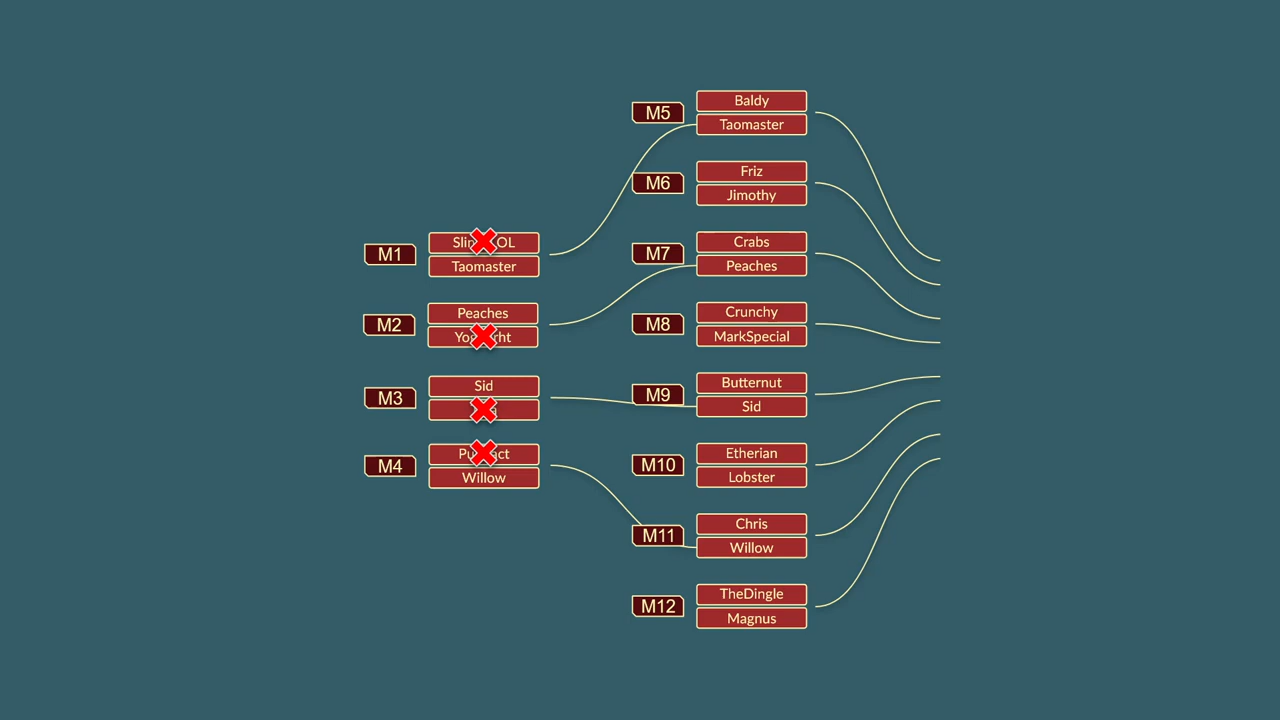 M1
Taomaster
M2
Peaches
M3
Sid
M4
Willow
M5
Baldy
Taomaster
M6
Friz
Jimothy
M7
Crabs
Peaches
M8
Crunchy
MarkSpecial
M9
Butternut
Sid
M10
Etherian
Lobster
M11
Chris
Willow
M12
TheDingle
Magnus